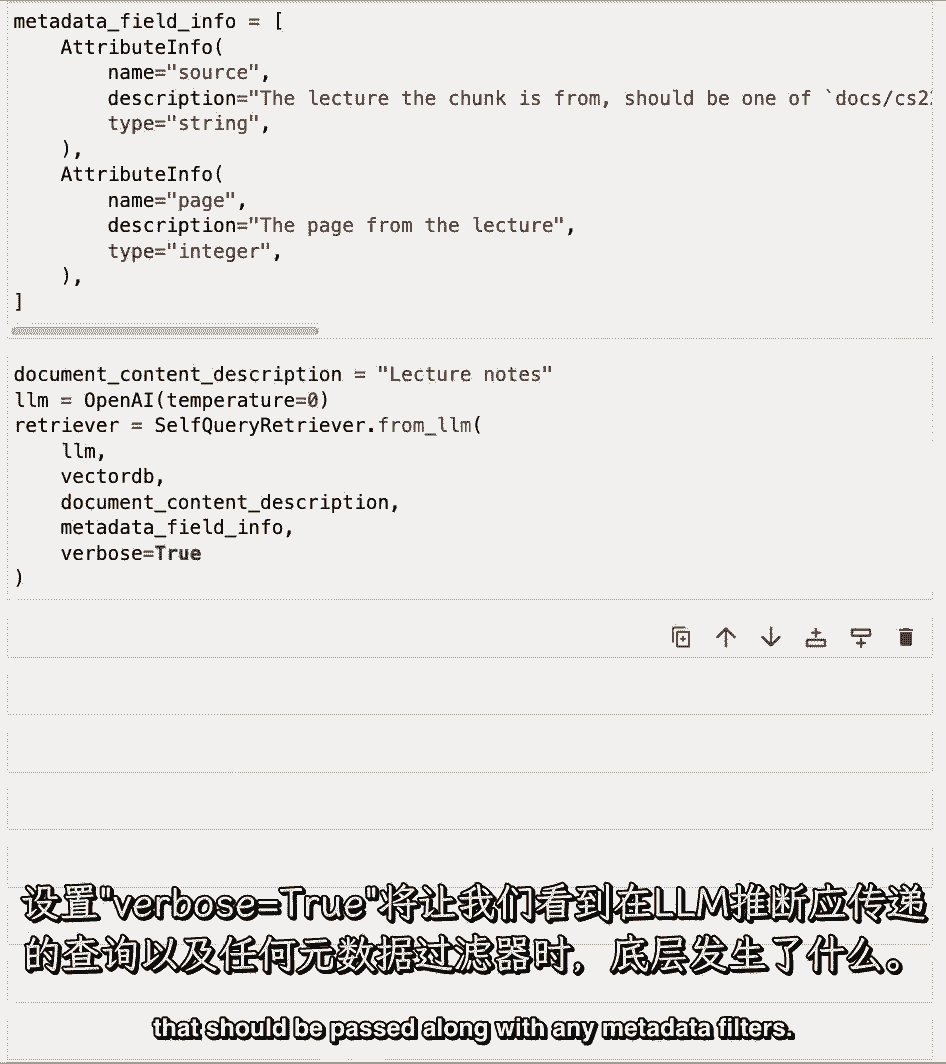 metadata_field_info = [
    AttributeInfo(
        name="source",
        description="The lecture the chunk is from, should be one of `docs/cs2
        type="string",
    ),
    AttributeInfo(
        name="page",
        description="The page from the lecture",
        type="integer",
    ),
]
document_content_description = "Lecture notes"
llm = OpenAI(temperature=0)
retriever = SelfQueryRetriever.from_llm(
    llm,
    vectordb,
    document_content_description,
    metadata_field_info,
    verbose=True
)
设置"verbose=True"将让我们看到在LLM推断应传递
的查询以及任何元数据过滤器时，底层发生了什么。
that should be passed along with any metadata filters.